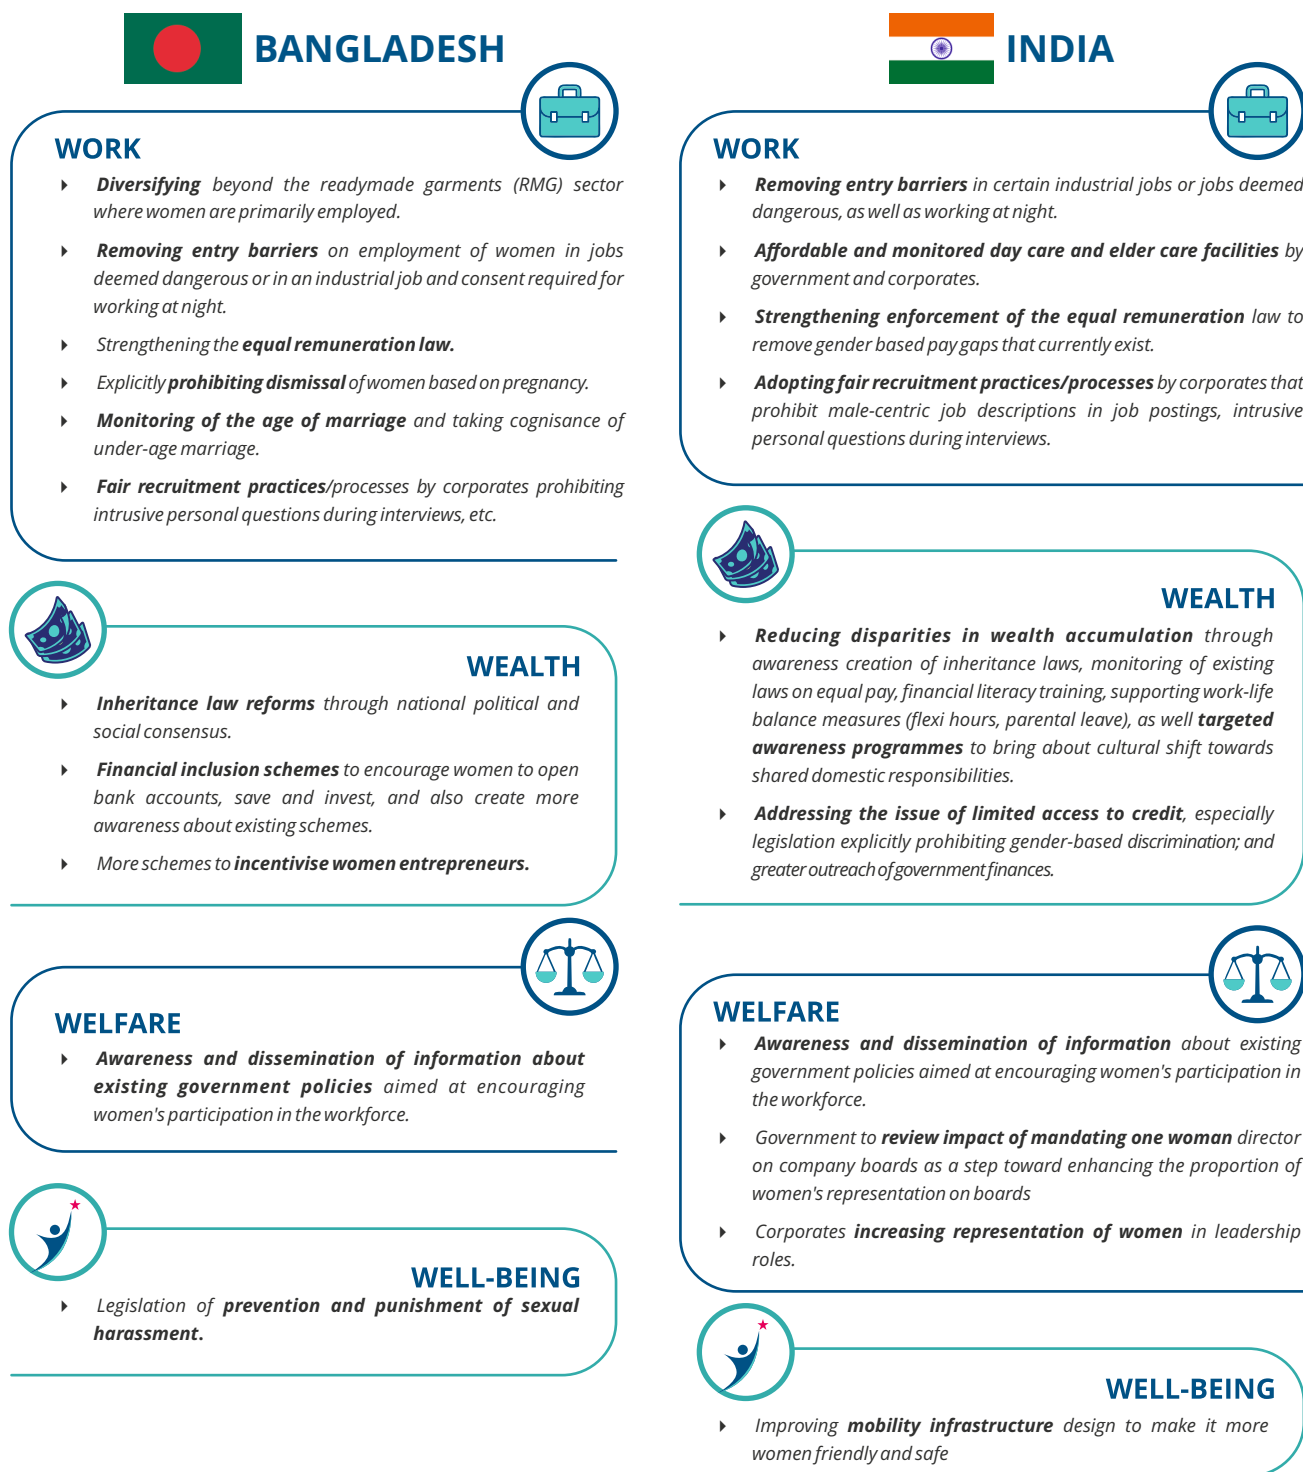 BANGLADESH
WORK
Diversifying beyond the readymade garments (RMG) sector
where women are primarily employed.
Removing entry barriers on employment of women in jobs
deemed dangerous or in an industrial job and consent required for
working at night.
Strengthening the equal remuneration law.
Explicitly prohibiting dismissal of women based on pregnancy.
Monitoring of the age of marriage and taking cognisance of
under-age marriage.
Fair recruitment practices/processes by corporates prohibiting
intrusive personal questions during interviews, etc.
WEALTH
Inheritance law reforms through national political and
social consensus.
Financial inclusion schemes to encourage women to open
bank accounts, save and invest, and also create more
awareness about existing schemes.
More schemes to incentivise women entrepreneurs.
WELFARE
Awareness and dissemination of information about
existing government policies aimed at encouraging
women's participation in the workforce.
WELL-BEING
Legislation of prevention and punishment of sexual
harassment.
INDIA
WORK
Removing entry barriers in certain industrial jobs or jobs deemed
dangerous, as well as working at night.
Affordable and monitored day care and elder care facilities by
government and corporates.
Strengthening enforcement of the equal remuneration law to
remove gender based pay gaps that currently exist.
Adopting fair recruitment practices/processes by corporates that
prohibit male-centric job descriptions in job postings, intrusive
personal questions during interviews.
WEALTH
Reducing disparities in wealth accumulation through
awareness creation of inheritance laws, monitoring of existing
laws on equal pay, financial literacy training, supporting work-life
balance measures (flexi hours, parental leave), as well targeted
awareness programmes to bring about cultural shift towards
shared domestic responsibilities.
Addressing the issue of limited access to credit, especially
legislation explicitly prohibiting gender-based discrimination; and
greater outreach of government finances.
WELFARE
Awareness and dissemination of information about existing
government policies aimed at encouraging women's participation in
the workforce.
Government to review impact of mandating one woman director
on company boards as a step toward enhancing the proportion of
women's representation on boards
Corporates increasing representation of women in leadership
roles.
WELL-BEING
Improving mobility infrastructure design to make it more
women friendly and safe